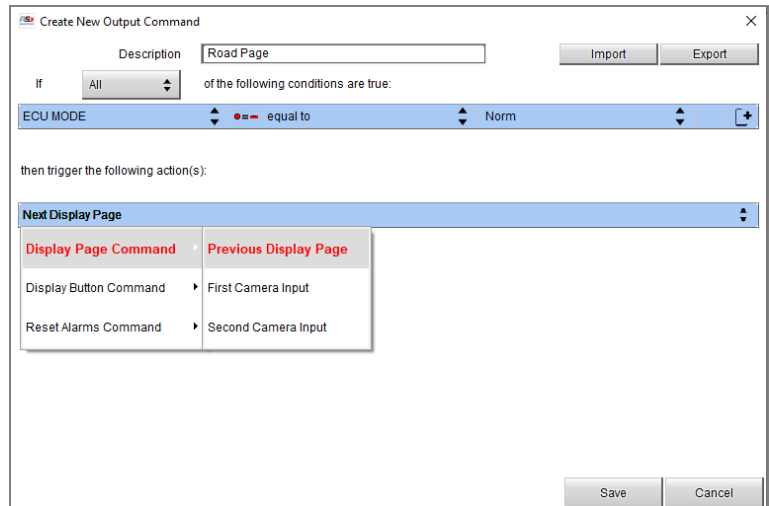 RS3 Create New Output Command
Description Road Page Import Export
If All of the following conditions are true:
ECU MODE equal to Norm
then trigger the following action(s):
Next Display Page
Display Page Command Previous Display Page
Display Button Command First Camera Input
Reset Alarms Command Second Camera Input
Save Cancel